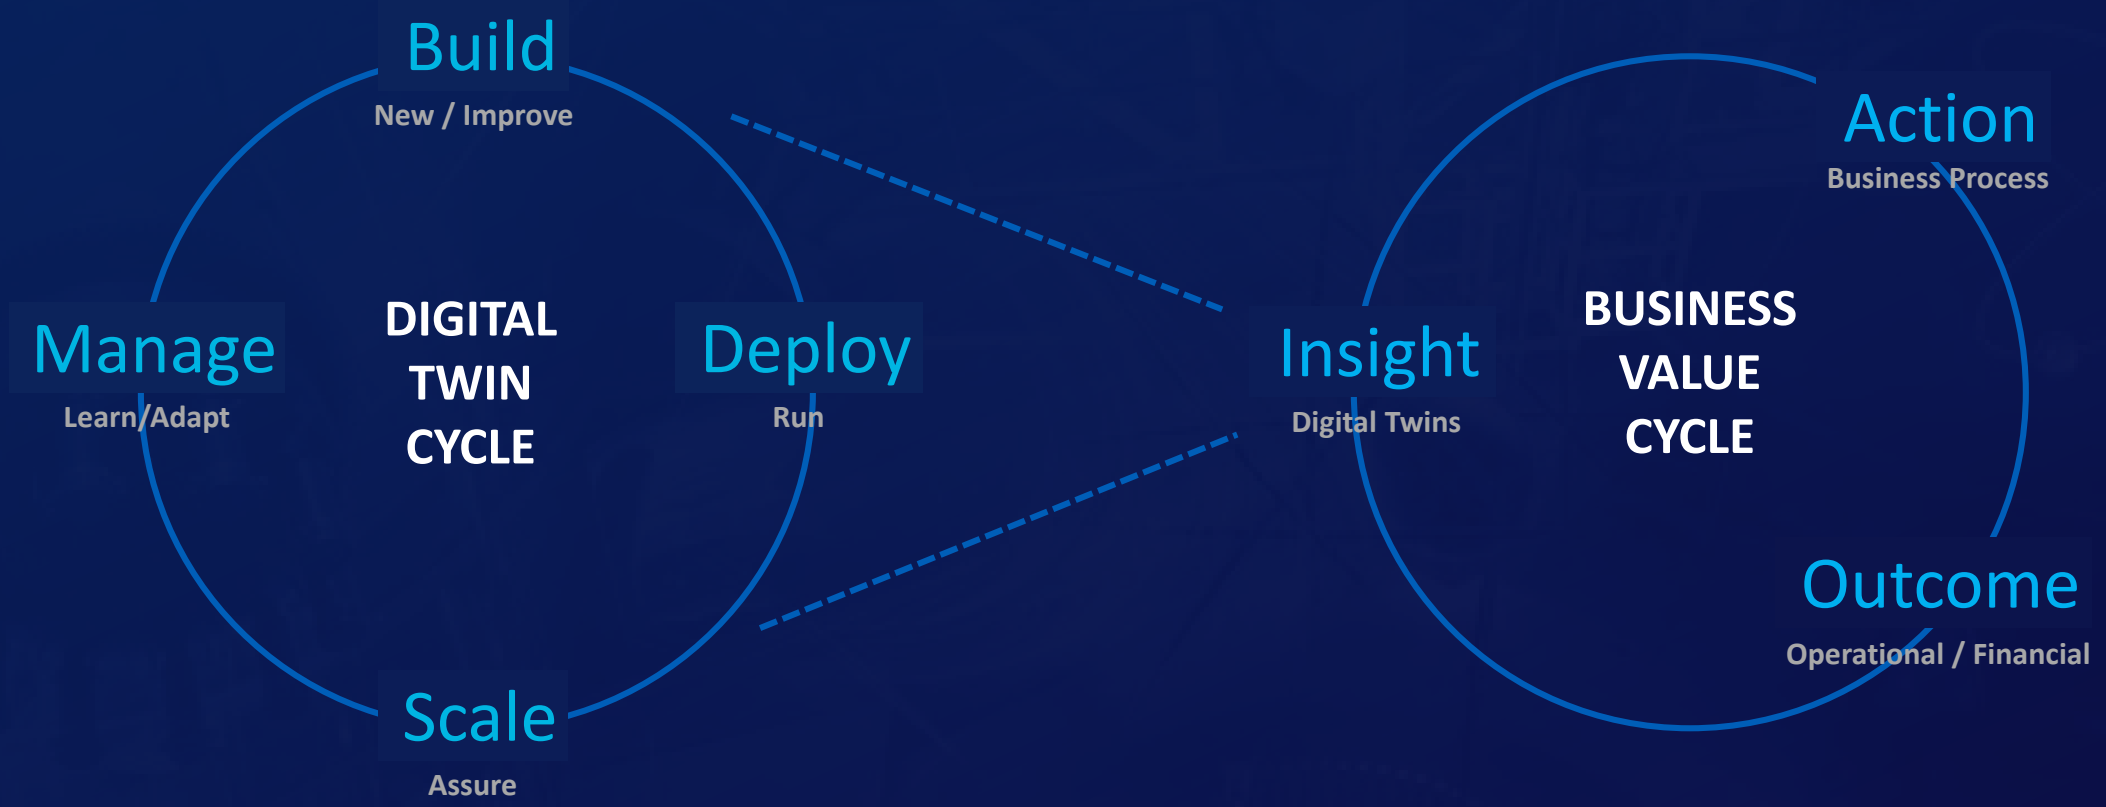 Build
New / Improve
Manage
Learn/Adapt
DIGITAL
TWIN
CYCLE
Deploy
Run
Scale
Assure
Insight
Digital Twins
BUSINESS
VALUE
CYCLE
Action
Business Process
Outcome
Operational / Financial